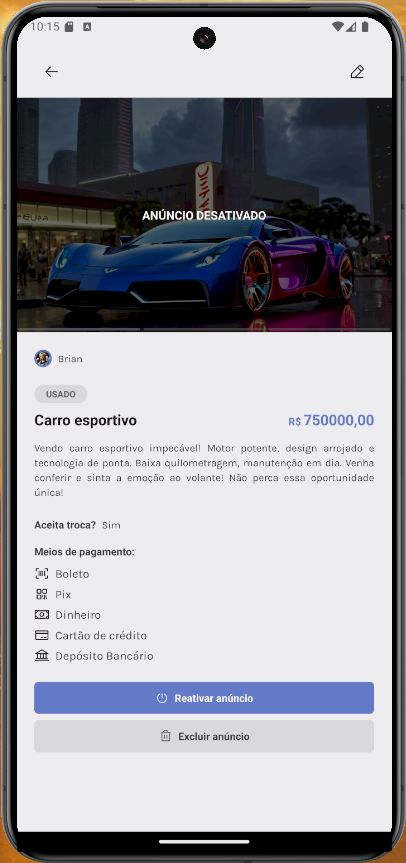 10:15
ANÚNCIO DESATIVADO
Brian
USADO
Carro esportivo
R$ 750000,00
Vendo carro esportivo impecável! Motor potente, design arrojado e
tecnologia de ponta. Baixa quilometragem, manutenção em dia. Venha
conferir e sinta a emoção ao volante! Não perca essa oportunidade
única!
Aceita troca? Sim
Meios de pagamento:
Boleto
Pix
Dinheiro
Cartão de crédito
Depósito Bancário
Reativar anúncio
Excluir anúncio